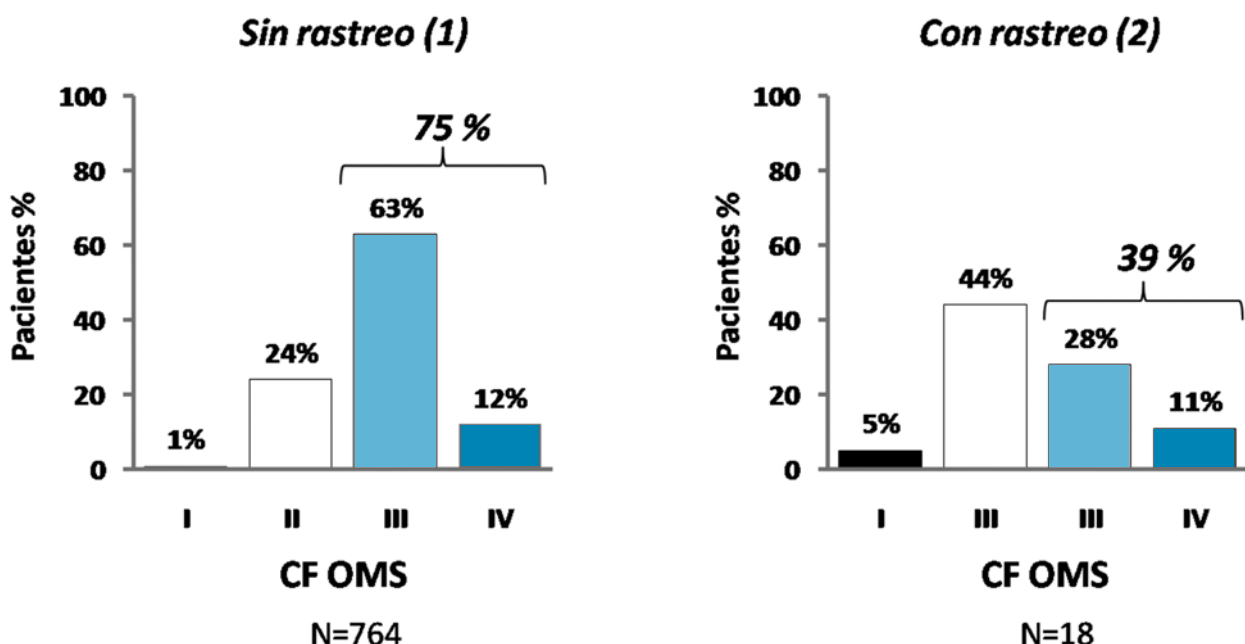 Sin rastreo (1)
100
80
60
40
20
0
Pacientes %
1%
24%
63%
12%
75 %
I II III IV
CF OMS
N=764
Con rastreo (2)
100
80
60
40
20
0
Pacientes %
5%
44%
28%
11%
39 %
I III III IV
CF OMS
N=18